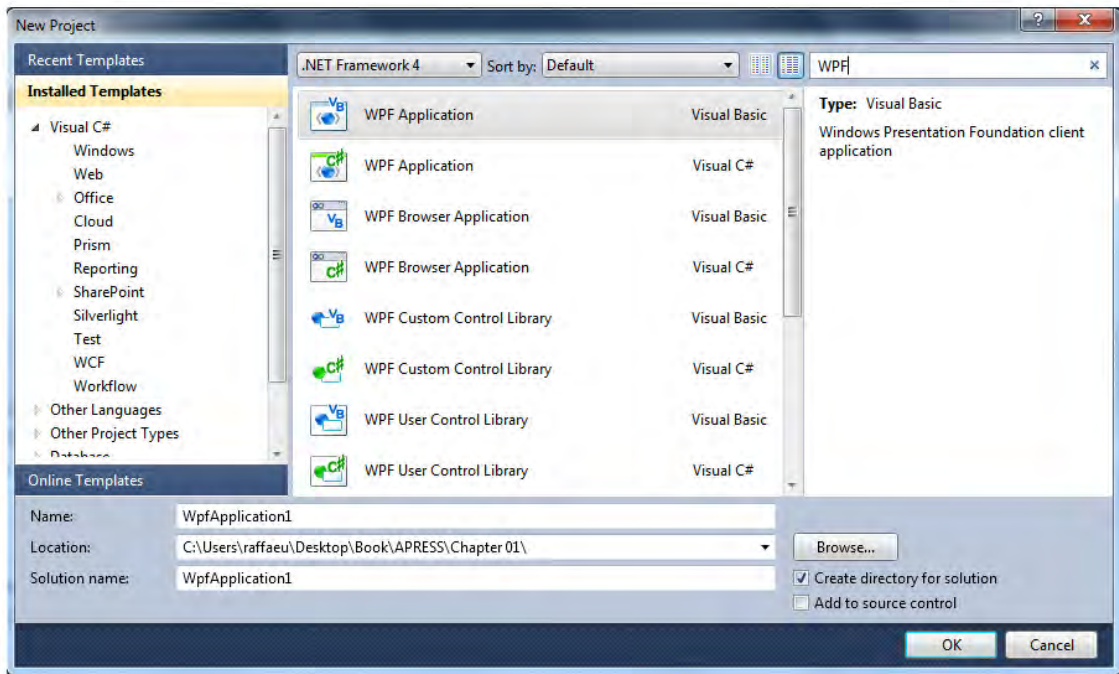 New Project
Recent Templates
Installed Templates
Visual C#
Windows
Web
Office
Cloud
Prism
Reporting
SharePoint
Silverlight
Test
WCF
Workflow
Other Languages
Other Project Types
Database
Online Templates
.NET Framework 4 Sort by: Default
WPF Application Visual Basic
WPF Application Visual C#
WPF Browser Application Visual Basic
WPF Browser Application Visual C#
WPF Custom Control Library Visual Basic
WPF Custom Control Library Visual C#
WPF User Control Library Visual Basic
WPF User Control Library Visual C#
WPF
Type: Visual Basic
Windows Presentation Foundation client
application
Name: WpfApplication1
Location: C:\Users\raffaeu\Desktop\Book\APRESS\Chapter 01\ Browse...
Solution name: WpfApplication1
Create directory for solution
Add to source control
OK Cancel